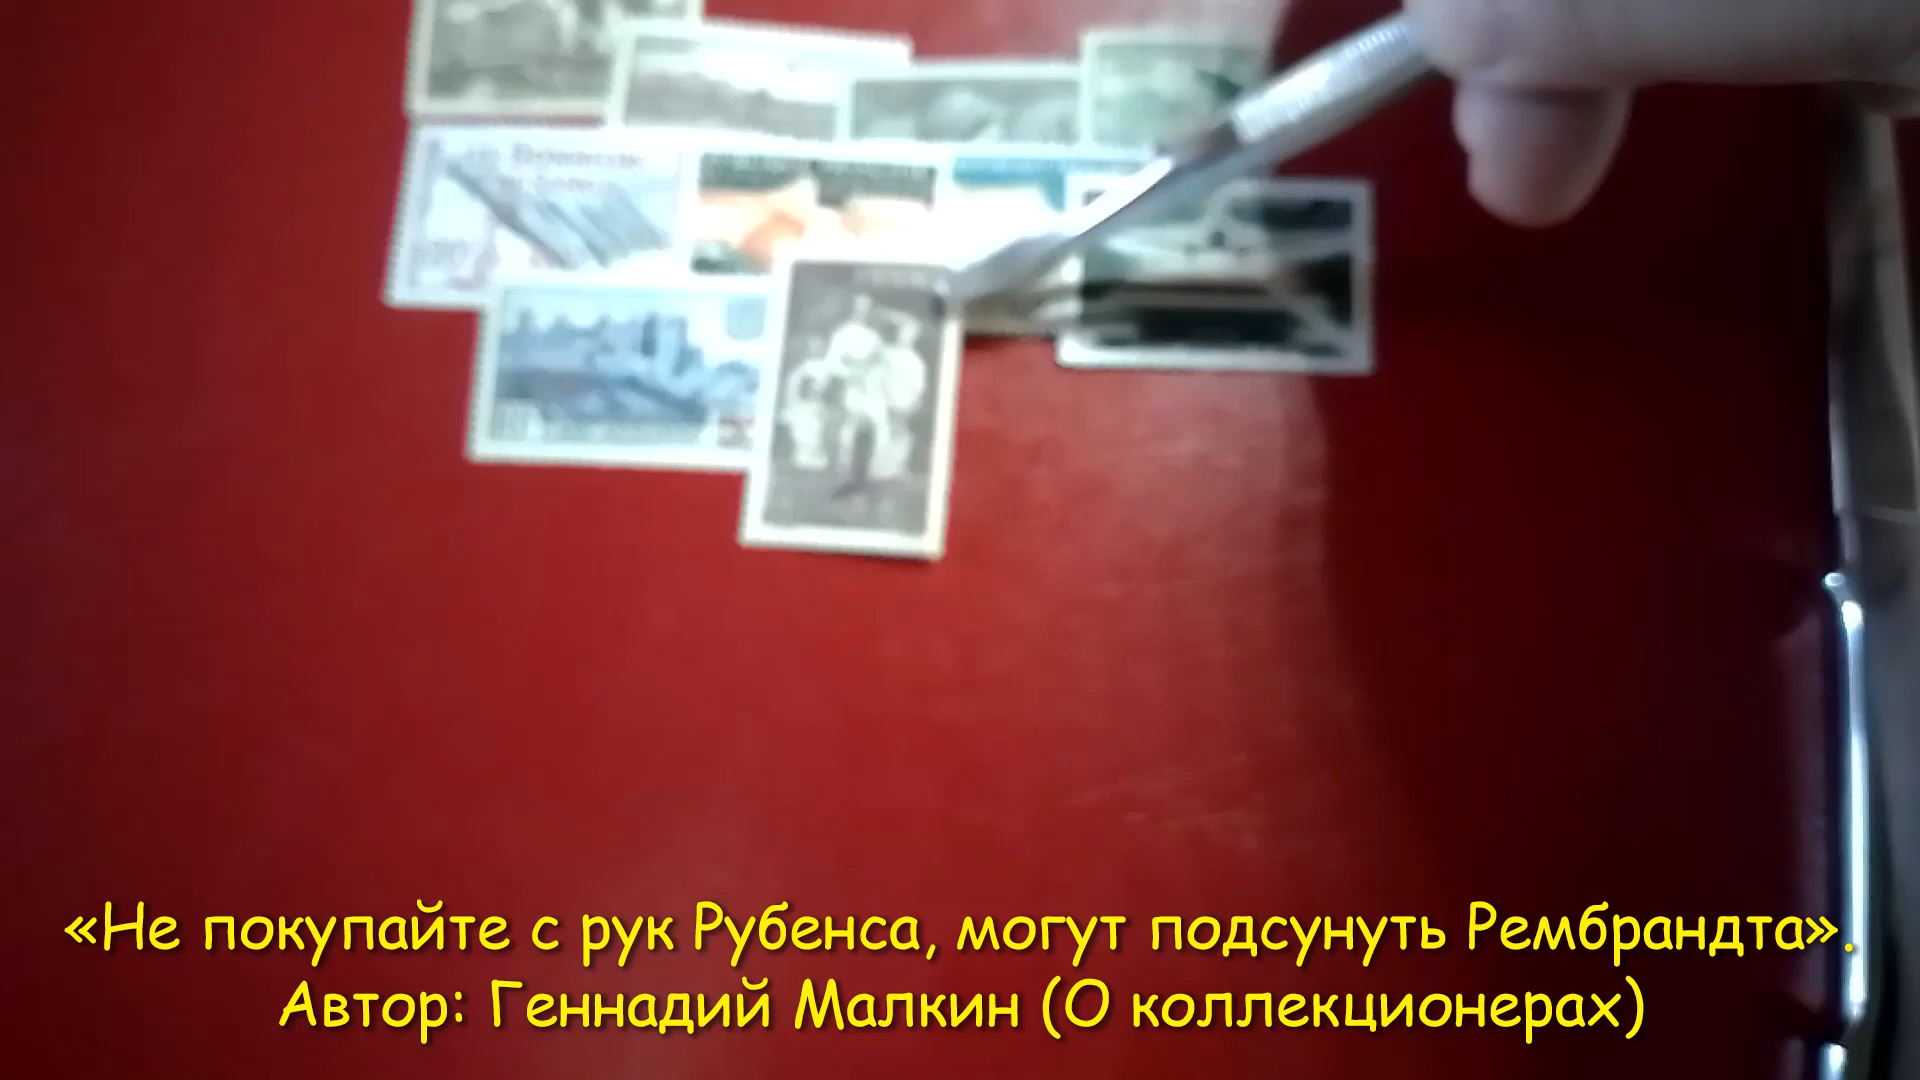 «Не покупайте с рук Рубенса, могут подсунуть Рембрандта».
Автор: Геннадий Малкин (О коллекционерах)